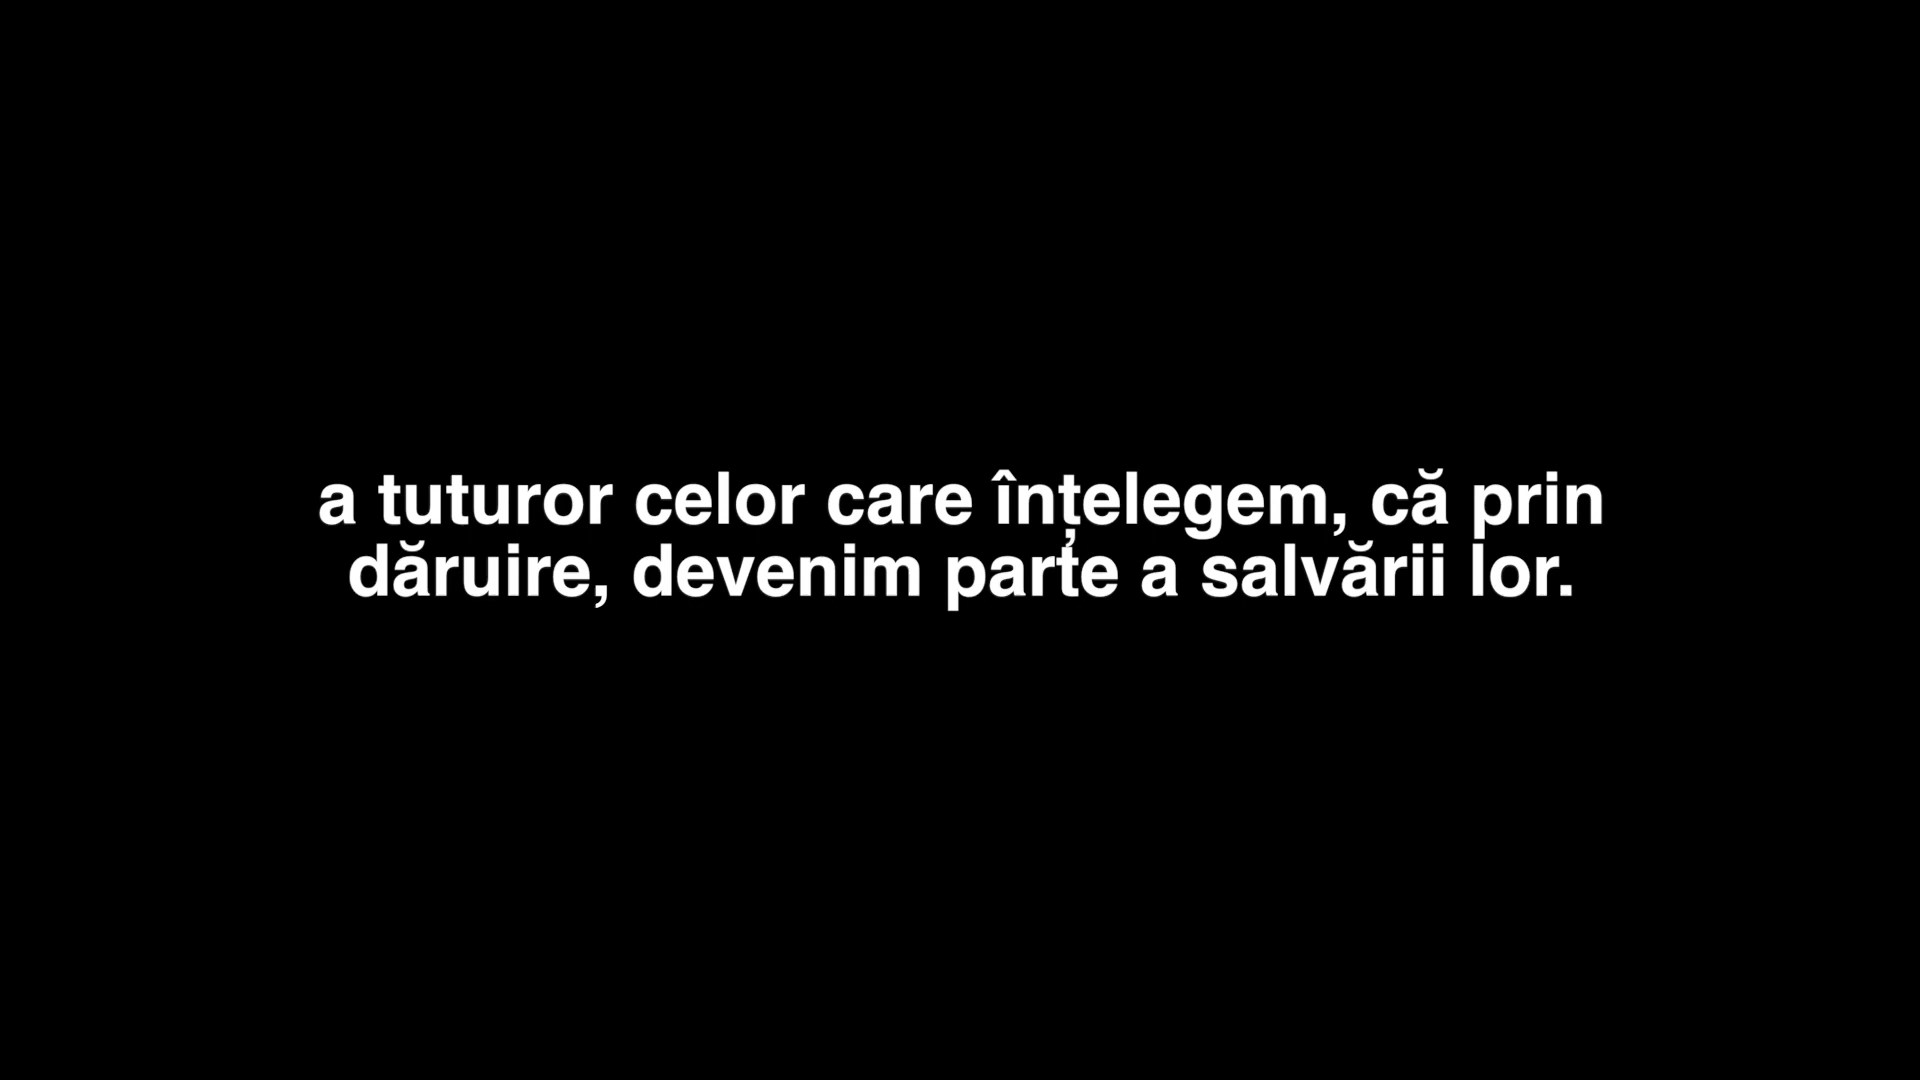 a tuturor celor care înțelegem, că prin
dăruire, devenim parte a salvării lor.